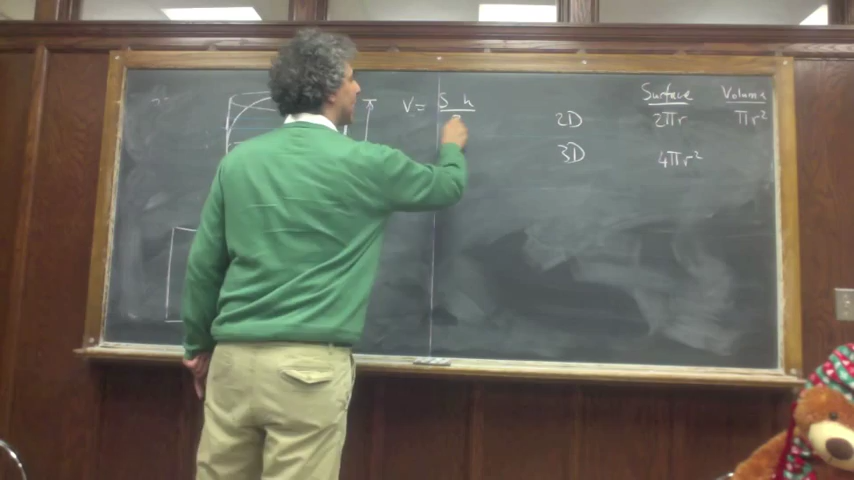 V = S h
Surface Volume
2D 2πr πr²
3D 4πr²